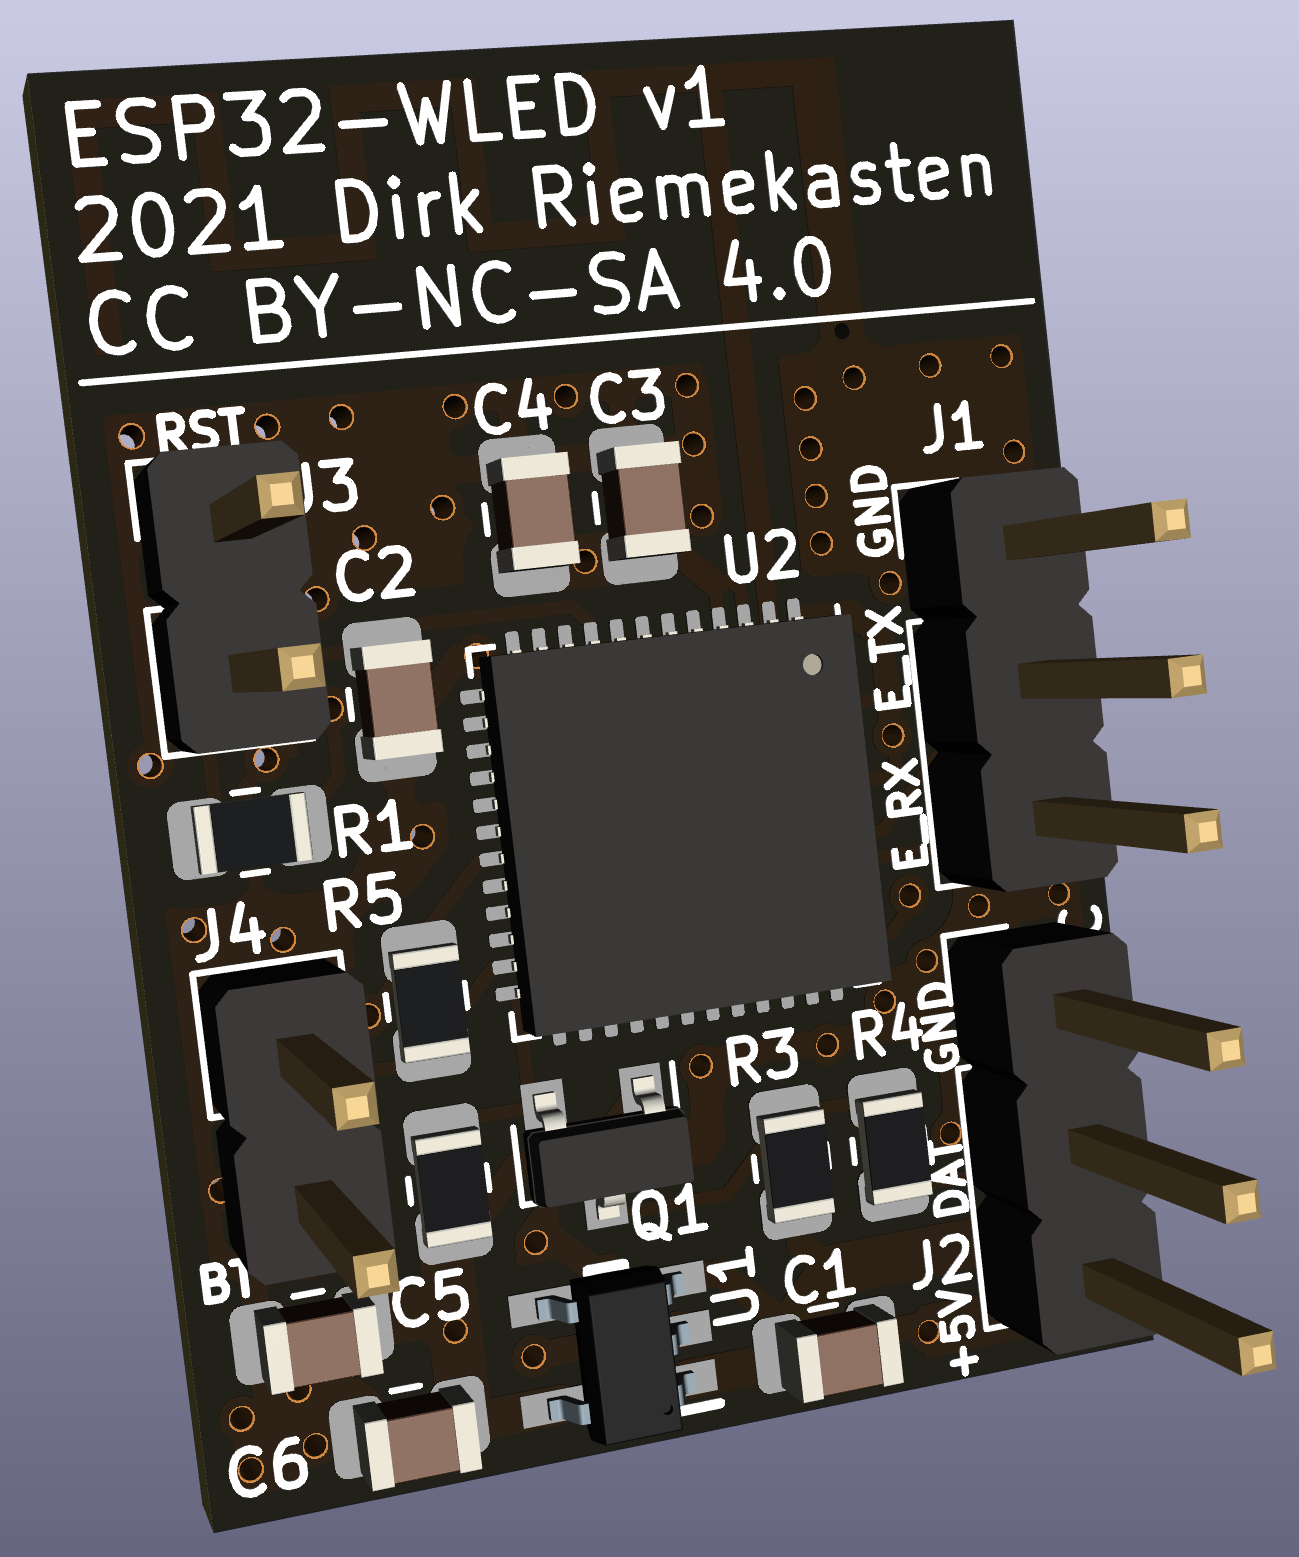 ESP32-WLED v1
2021 Dirk Riemekasten
CC BY-NC-SA 4.0
C4
C3
RST
J3
J1
GND
C2
U2
E_TX
R1
E_RX
R5
J4
GND
R3
R4
DAT
Q1
U1
C1
J2
C5
+5V
C6